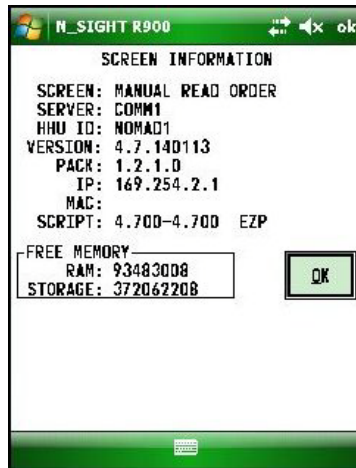 N_SIGHT R900 ok
SCREEN INFORMATION
SCREEN: MANUAL READ ORDER
SERVER: COMM1
HHU ID: NOMAD1
VERSION: 4.7.140113
PACK: 1.2.1.0
IP: 169.254.2.1
MAC:
SCRIPT: 4.700-4.700 EZP
FREE MEMORY
RAM: 93483008
STORAGE: 372062208
OK